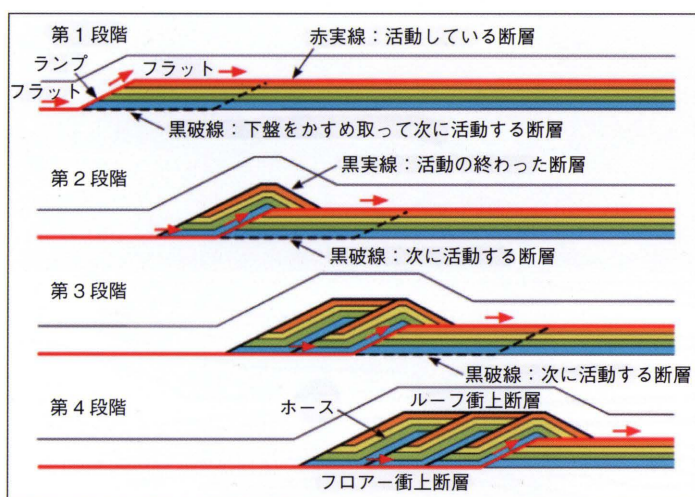 第1段階
赤実線：活動している断層
ランプ
フラット
フラット
黒破線：下盤をかすめ取って次に活動する断層
第2段階
黒実線：活動の終わった断層
黒破線：次に活動する断層
第3段階
黒破線：次に活動する断層
第4段階
ホース
ルーフ衝上断層
フロアー衝上断層